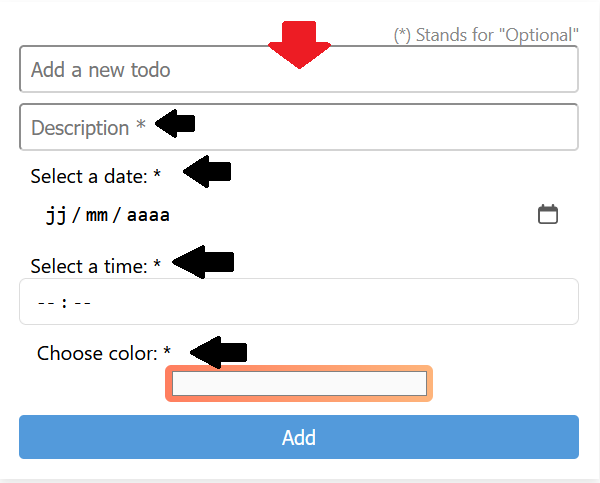 (*) Stands for "Optional"
Add a new todo
Description *
Select a date: *
jj / mm / aaaa
Select a time: *
-- : --
Choose color: *
Add